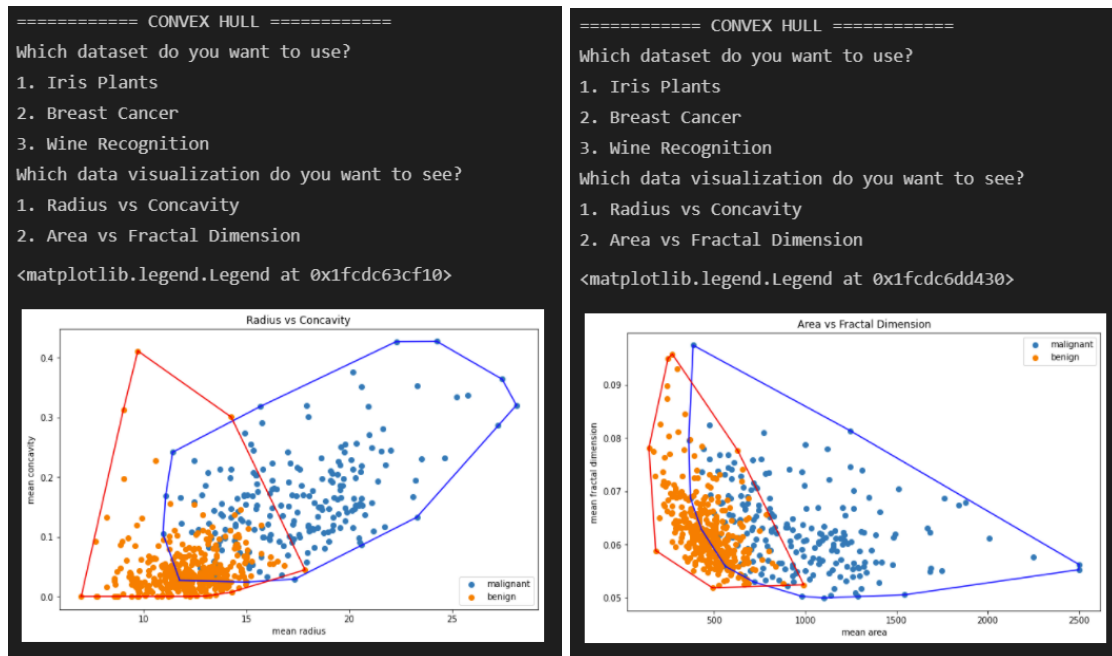 ============ CONVEX HULL ============
Which dataset do you want to use?
1. Iris Plants
2. Breast Cancer
3. Wine Recognition
Which data visualization do you want to see?
1. Radius vs Concavity
2. Area vs Fractal Dimension
<matplotlib.legend.Legend at 0x1fcdc63cf10>
Radius vs Concavity
mean concavity
0.4
0.3
0.2
0.1
0.0
malignant
benign
10 15 20 25
mean radius
============ CONVEX HULL ============
Which dataset do you want to use?
1. Iris Plants
2. Breast Cancer
3. Wine Recognition
Which data visualization do you want to see?
1. Radius vs Concavity
2. Area vs Fractal Dimension
<matplotlib.legend.Legend at 0x1fcdc6dd430>
Area vs Fractal Dimension
malignant
benign
mean fractal dimension
0.09
0.08
0.07
0.06
0.05
500 1000 1500 2000 2500
mean area